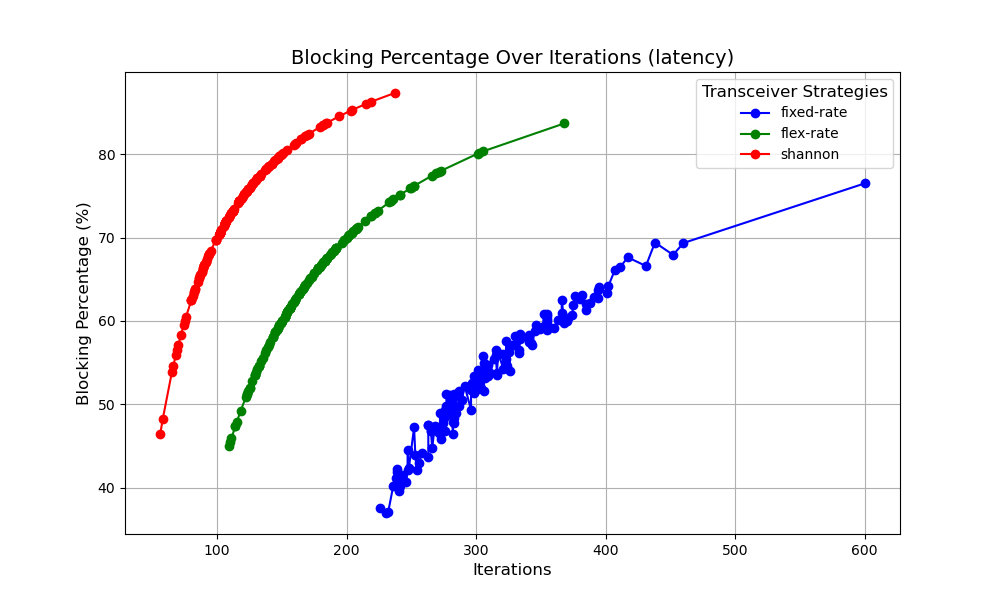 Blocking Percentage Over Iterations (latency)
Transceiver Strategies
fixed-rate
flex-rate
shannon
Blocking Percentage (%)
80
70
60
50
40
100
200
300
400
500
600
Iterations